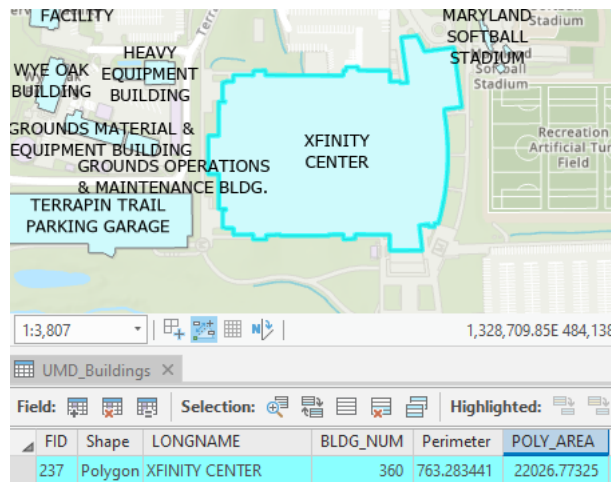 FACILITY
MARYLAND
SOFTBALL
STADIUM
Stadium
Softball
Stadium
HEAVY
EQUIPMENT
BUILDING
WYE OAK
BUILDING
GROUNDS MATERIAL &
EQUIPMENT BUILDING
GROUNDS OPERATIONS
& MAINTENANCE BLDG.
XFINITY
CENTER
Recreation
Artificial Tur
Field
TERRAPIN TRAIL
PARKING GARAGE
1:3,807
1,328,709.85E 484,138
UMD_Buildings
Field:
Selection:
Highlighted:
FID Shape LONGNAME BLDG_NUM Perimeter POLY_AREA
237 Polygon XFINITY CENTER 360 763.283441 22026.77325